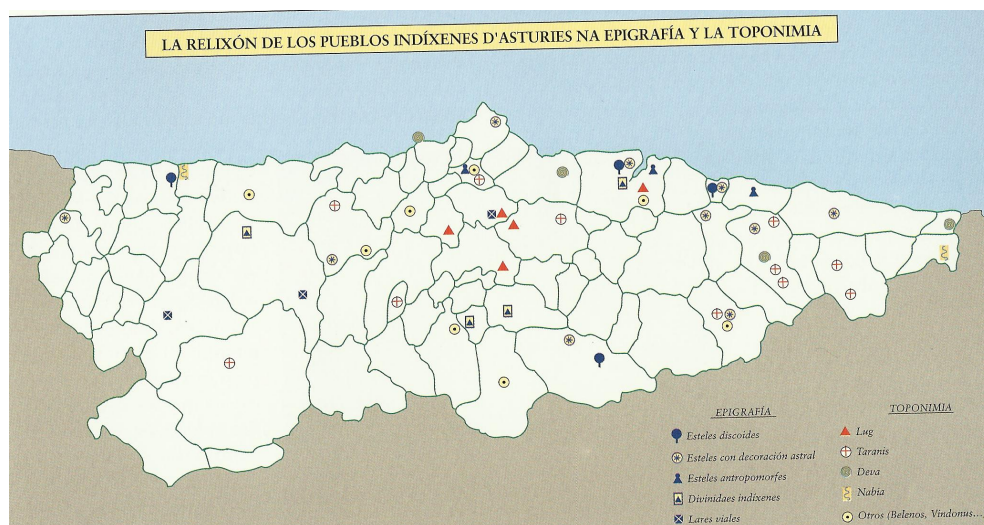 LA RELIXÓN DE LOS PUEBLOS INDÍXENES D'ASTURIES NA EPIGRAFÍA Y LA TOPONIMIA
EPIGRAFÍA
Esteles discoides
Esteles con decoración astral
Esteles antropomorfes
Divinidaes indíxenes
Lares viales
TOPONIMIA
Lug
Taranis
Deva
Nabia
Otros (Belenos, Vindonus...